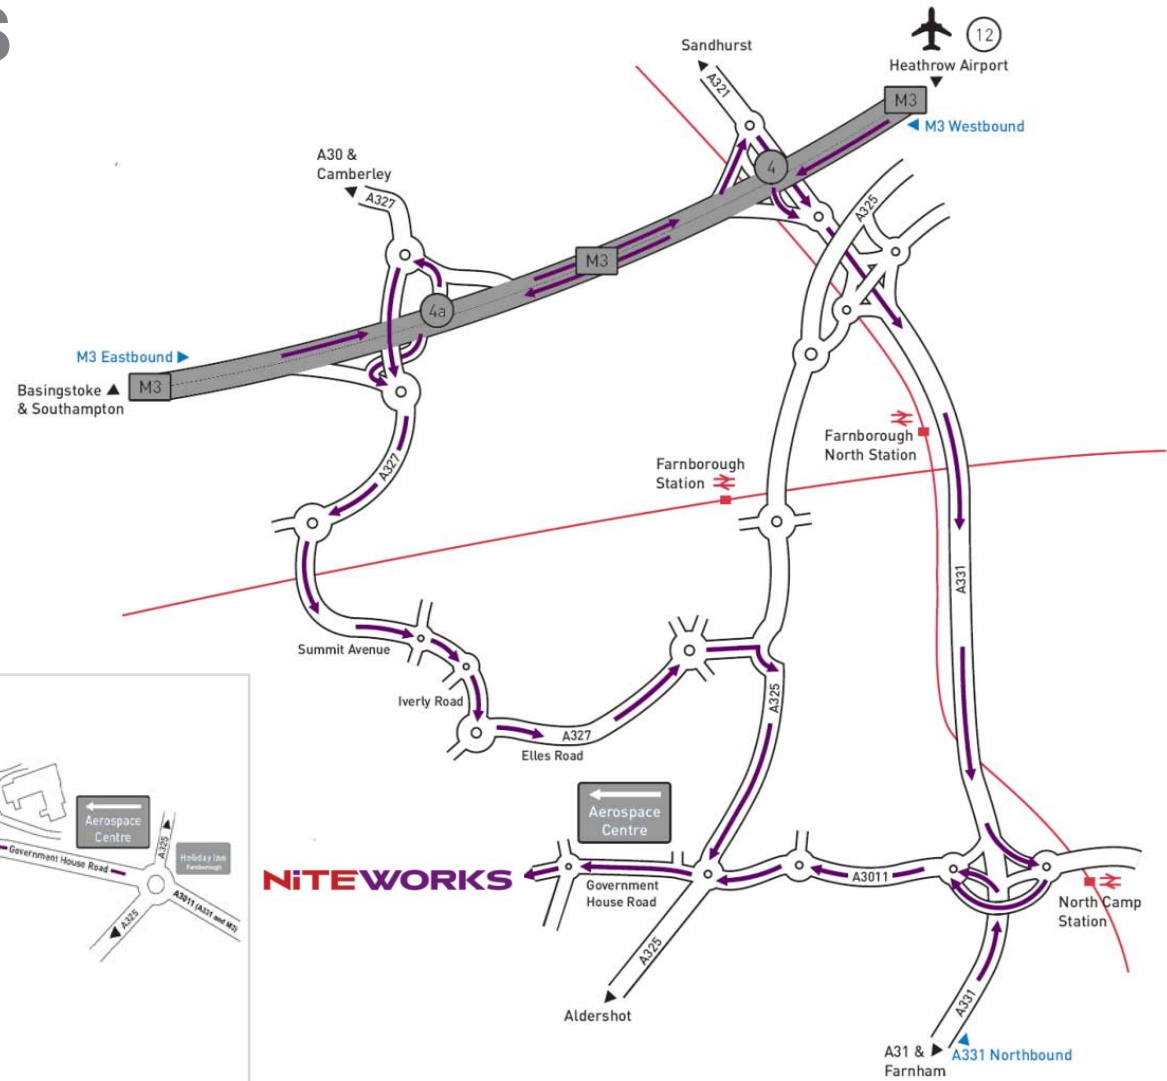 S
Sandhurst
A321
12
Heathrow Airport
M3
M3 Westbound
4
A30 &
Camberley
A327
A325
M3
4a
M3 Eastbound
Basingstoke
& Southampton
M3
Farnborough
North Station
Farnborough
Station
A327
A331
Summit Avenue
Iverly Road
A325
A327
Elles Road
Aerospace
Centre
Aerospace
Centre
A325
Holiday Inn
Farnborough
Government House Road
A3011 (A331 and M3)
A325
NiTEWORKS
Government
House Road
A3011
North Camp
Station
A325
Aldershot
A331
A31 &
Farnham
A331 Northbound